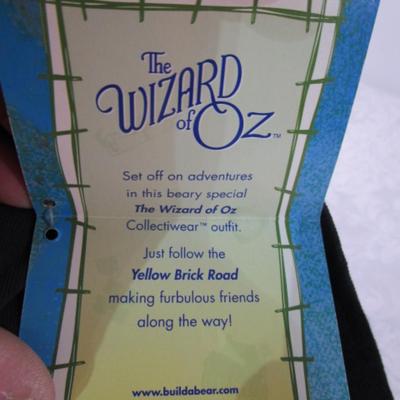 The
WIZARD
of OZ™
Set off on adventures
in this beary special
The Wizard of Oz
Collectiwear™ outfit.
Just follow the
Yellow Brick Road
making furbulous friends
along the way!
www.buildabear.com